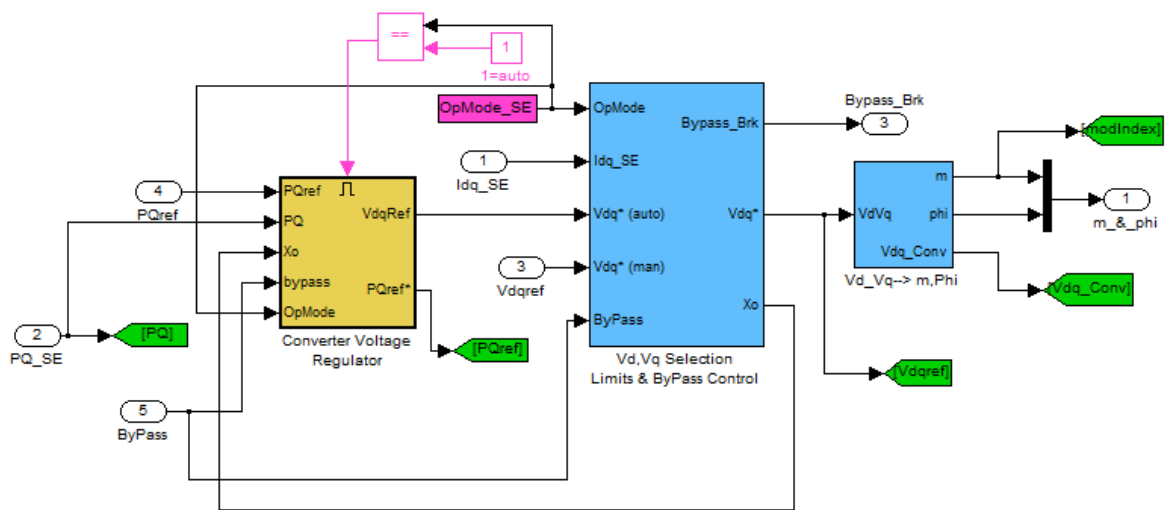 ==
1
1=auto
OpMode_SE
OpMode
Bypass_Brk
Bypass_Brk
3
[modIndex]
1
Idq_SE
Idq_SE
4
PQref
PQref
PQ
Xo
bypass
OpMode
VdqRef
PQref*
Converter Voltage
Regulator
Vdq* (auto)
3
Vdqref
Vdq* (man)
ByPass
Vdq*
Xo
Vd,Vq Selection
Limits & ByPass Control
VdVq
m
phi
Vdq_Conv
Vd_Vq--> m,Phi
1
m_&_phi
[Vdq_Conv]
[Vdqref]
2
PQ_SE
[PQ]
[PQref]
5
ByPass